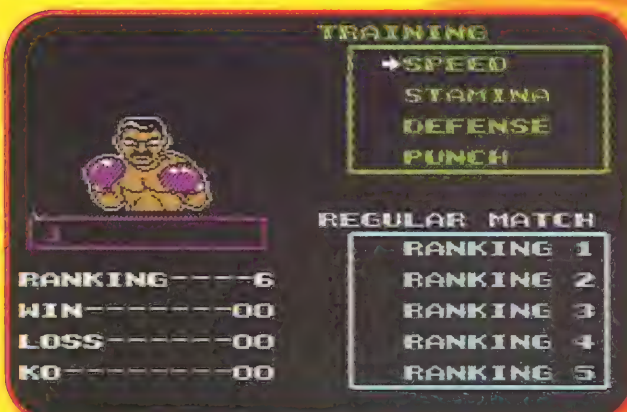 TRAINING
➔SPEED
STAMINA
DEFENSE
PUNCH
J
RANKING----6
WIN-------00
LOSS------00
KO--------00
REGULAR MATCH
RANKING 1
RANKING 2
RANKING 3
RANKING 4
RANKING 5